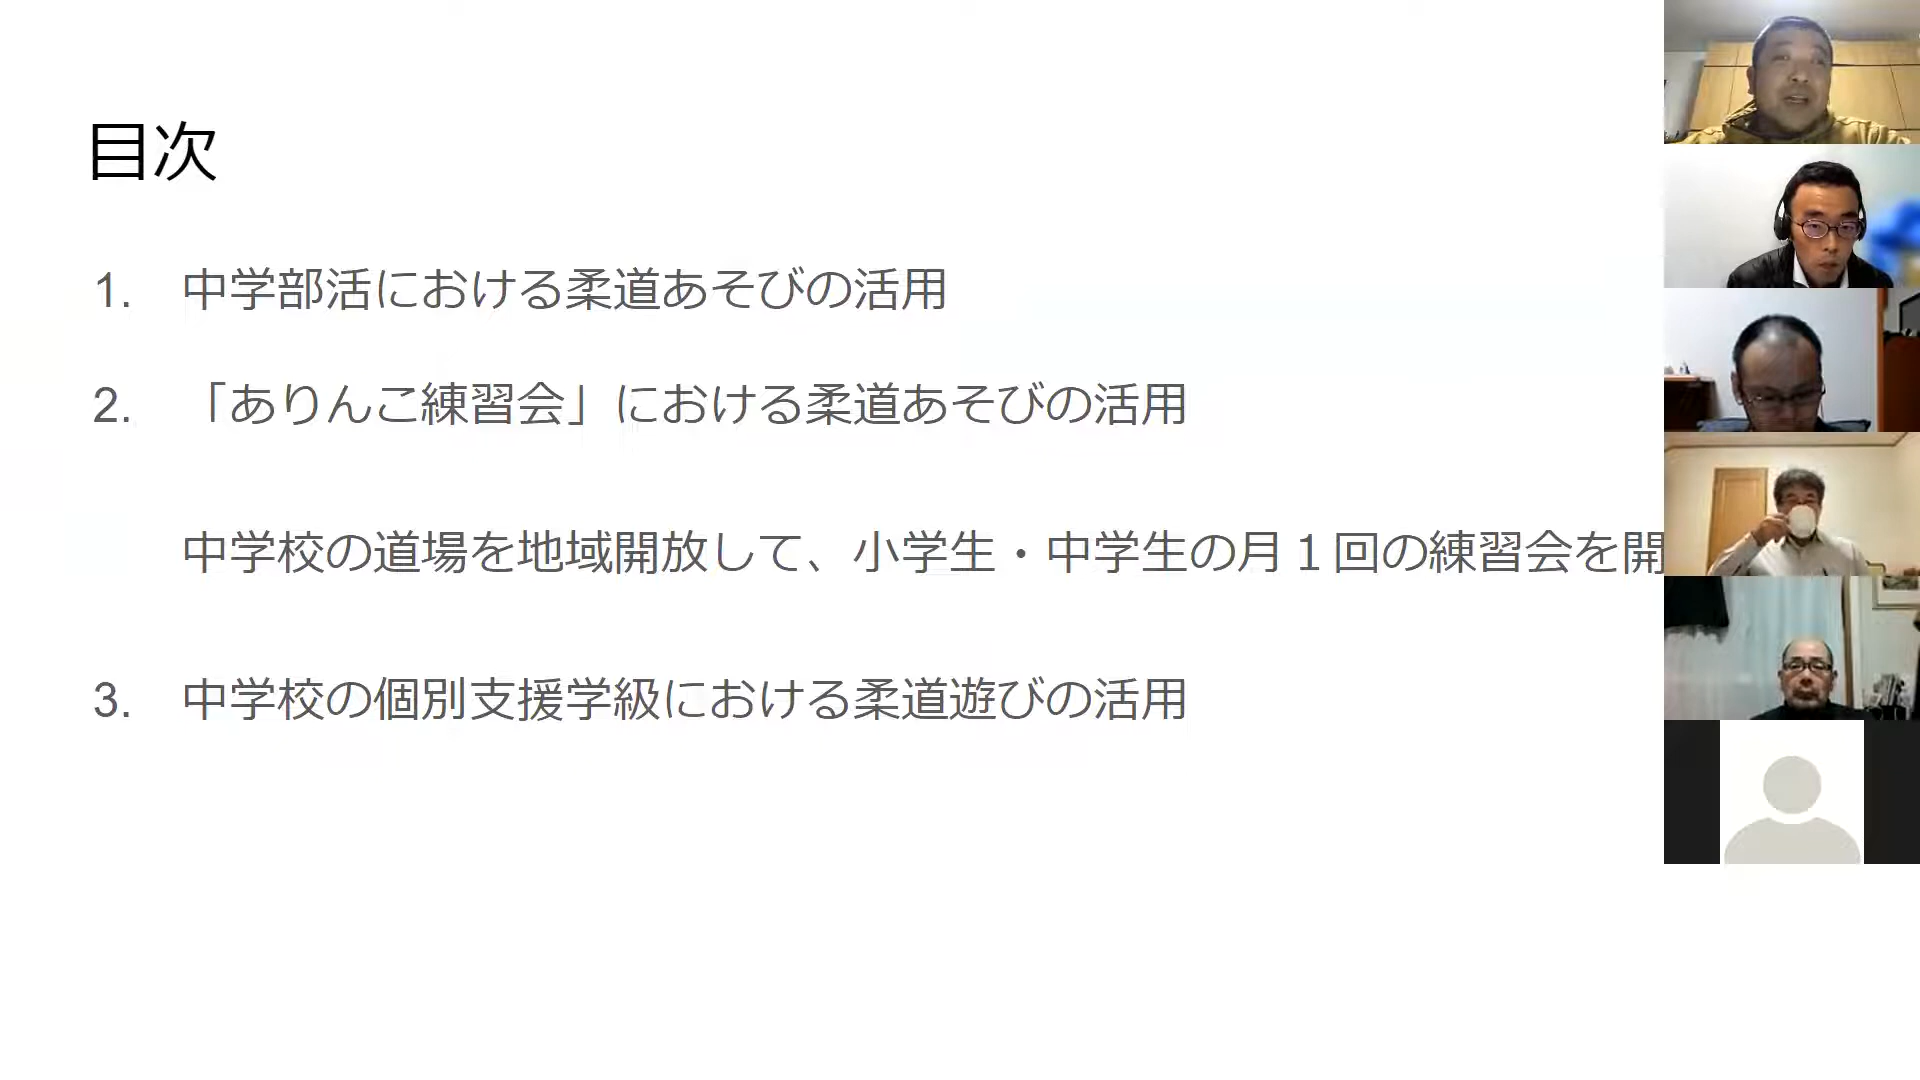 目次
1. 中学部活における柔道あそびの活用
2. 「ありんこ練習会」における柔道あそびの活用
中学校の道場を地域開放して、小学生・中学生の月１回の練習会を開
3. 中学校の個別支援学級における柔道遊びの活用